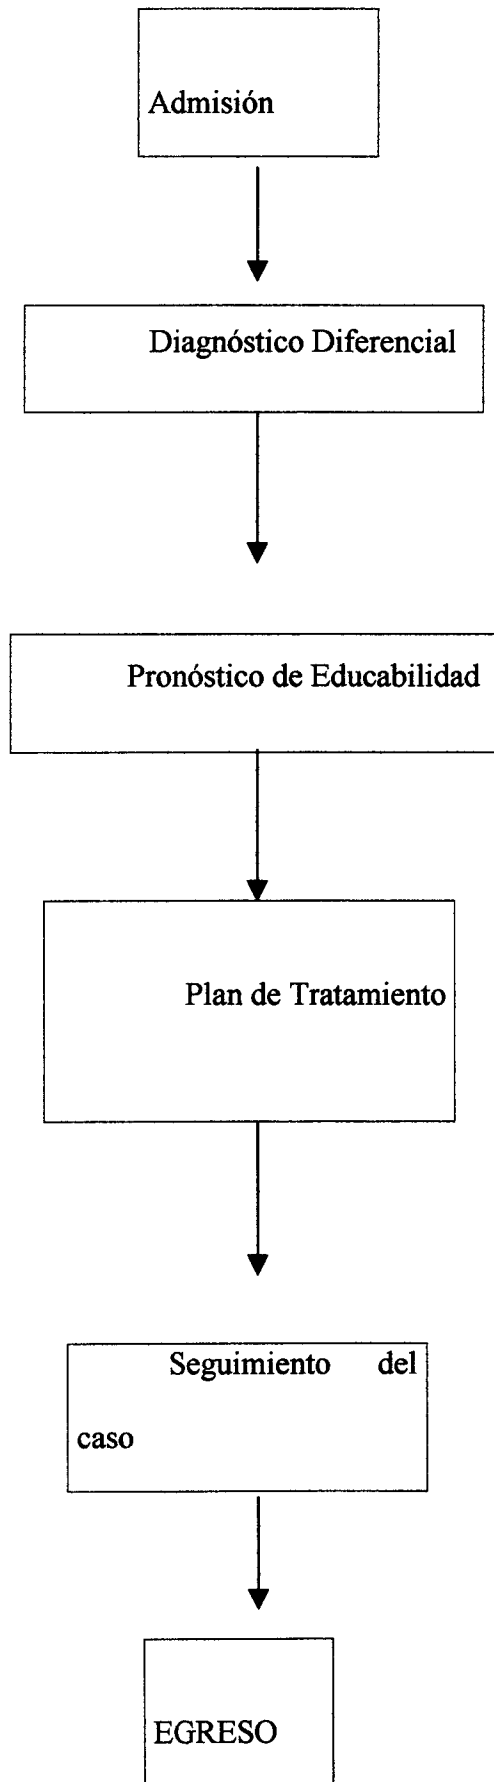 Admisión
Diagnóstico Diferencial
Pronóstico de Educabilidad
Plan de Tratamiento
Seguimiento del
caso
EGRESO